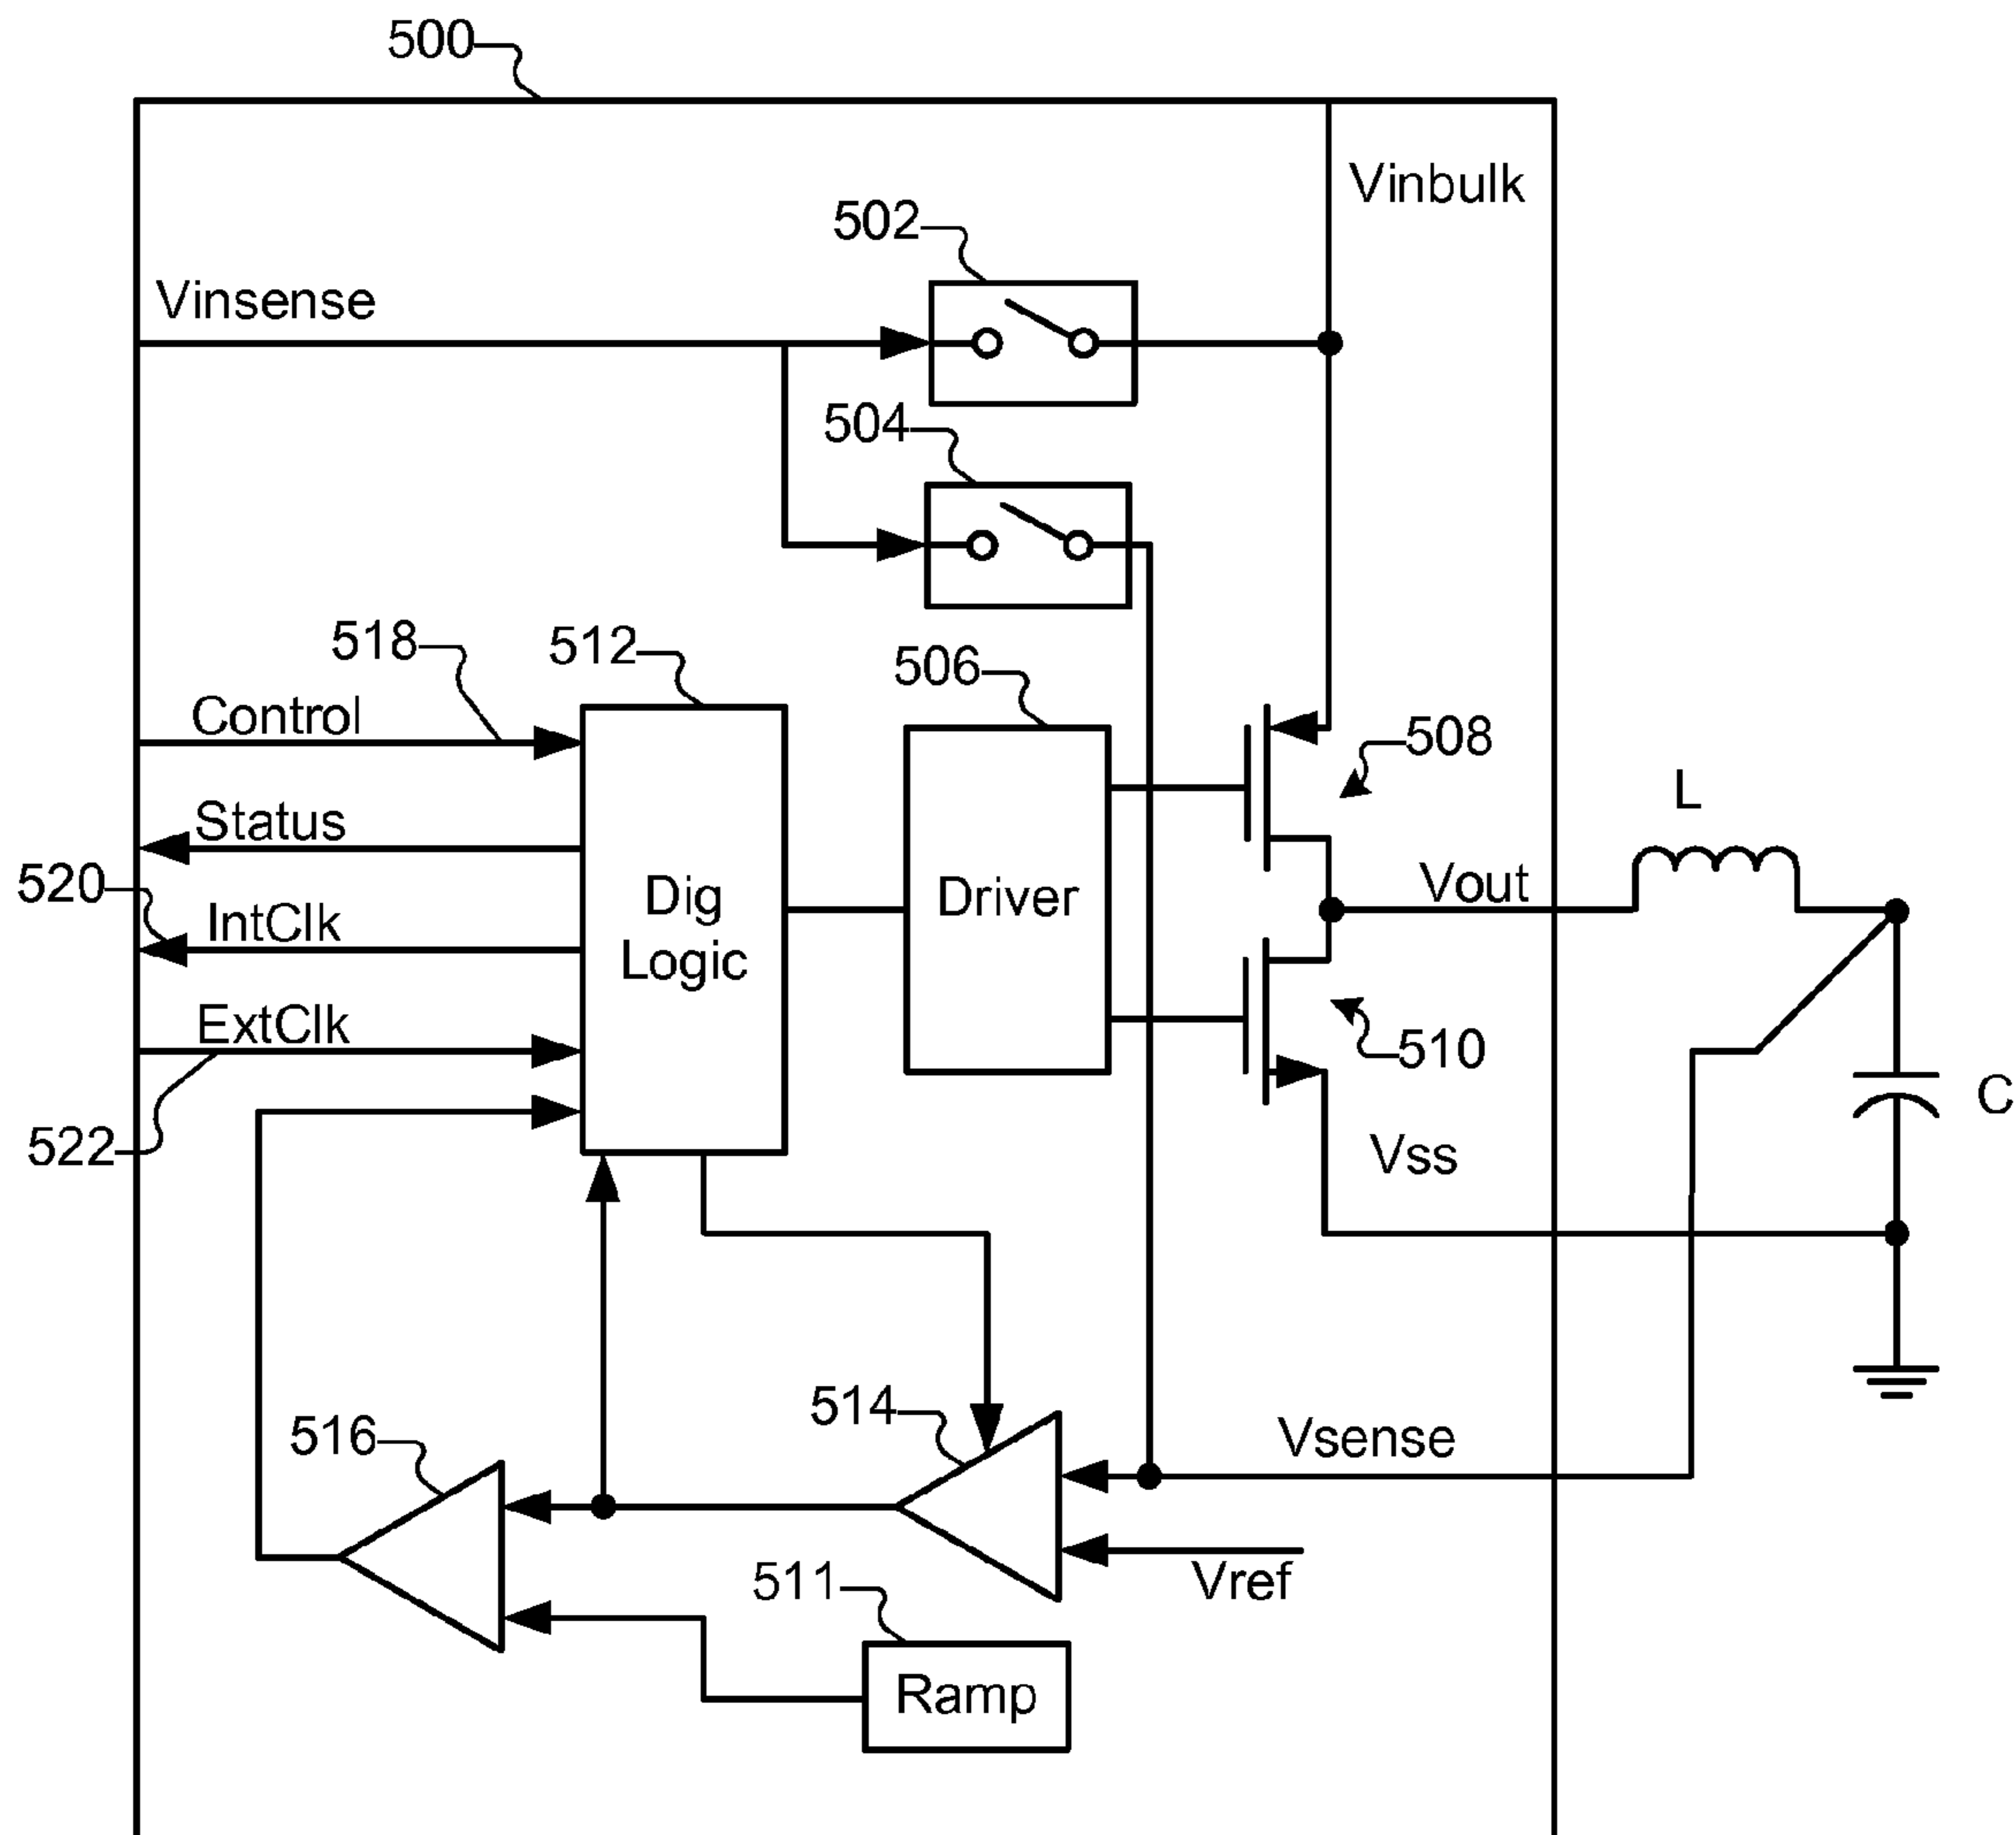 500
Vinbulk
502
Vinsense
504
518
512
506
Control
508
L
Status
520
Vout
Dig
Logic
Driver
IntClk
ExtClk
510
C
522
Vss
514
516
Vsense
511
Vref
Ramp